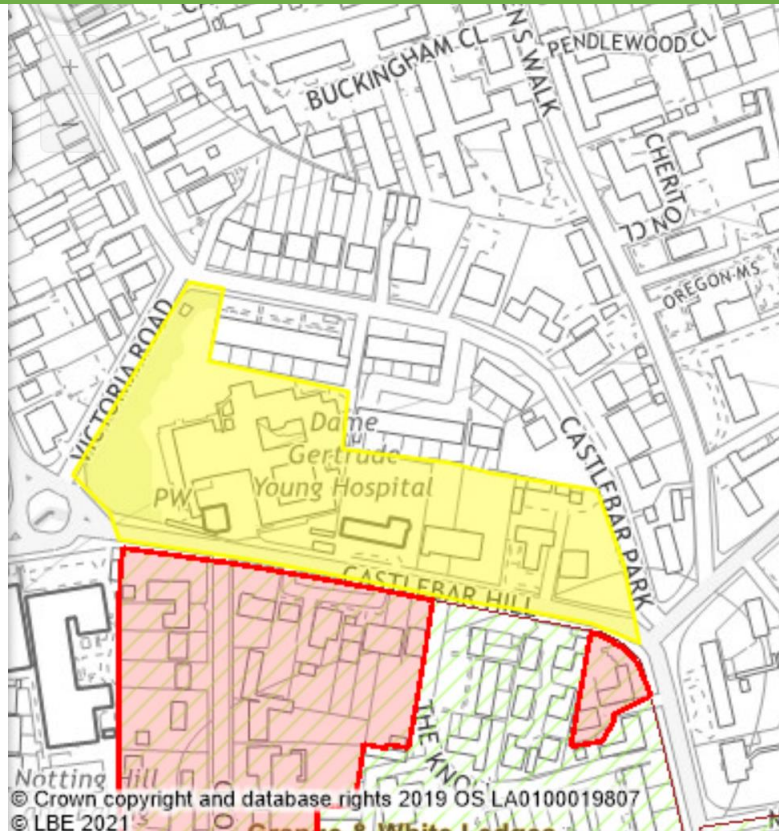 BUCKINGHAM CL
PENDLEWOOD CL
CHERITON CL
OREGON MS
VICTORIA ROAD
Dame
Gertrude
Young Hospital
PW
CASTLEBAR PARK
CASTLEBAR HILL
Notting Hill
© Crown copyright and database rights 2019 OS LA0100019807
© LBE 2021